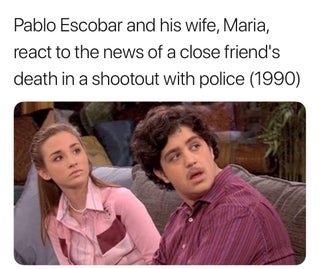 Pablo Escobar and his wife, Maria,
react to the news of a close friend's
death in a shootout with police (1990)